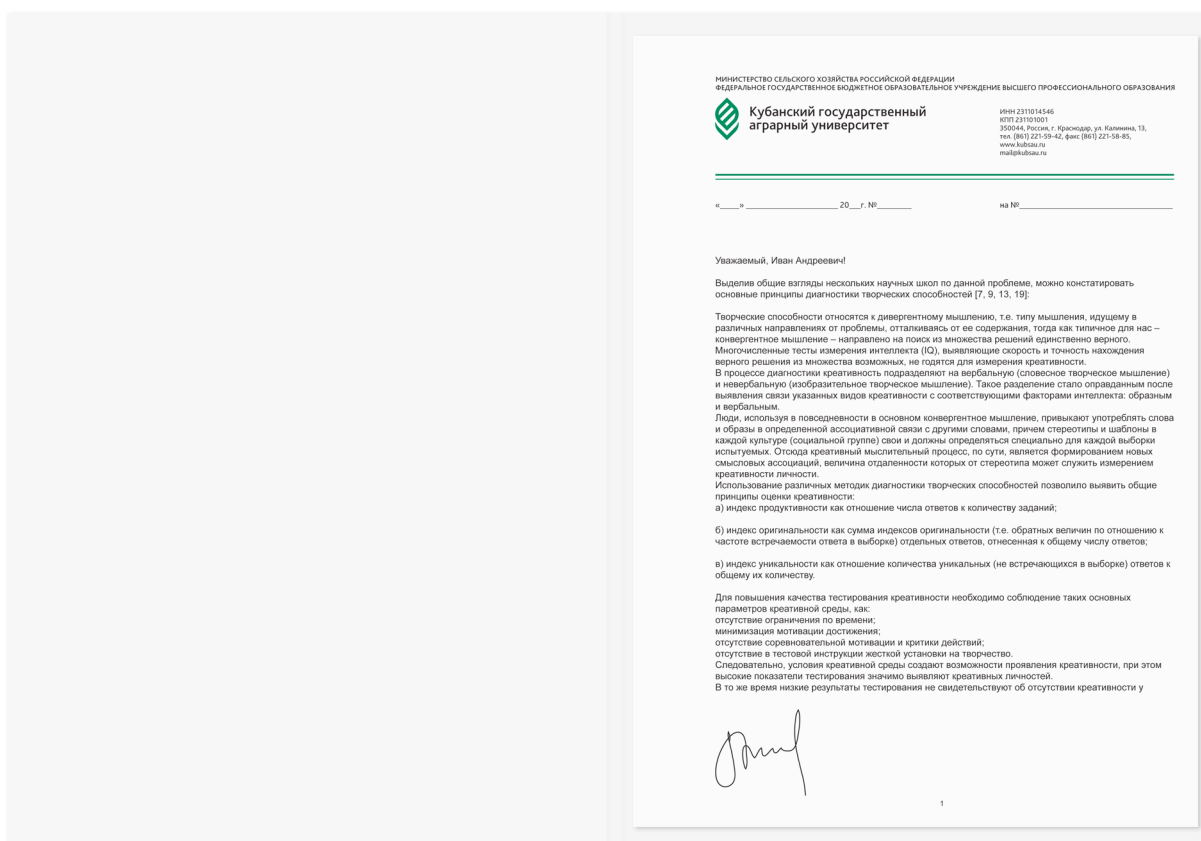 МИНИСТЕРСТВО СЕЛЬСКОГО ХОЗЯЙСТВА РОССИЙСКОЙ ФЕДЕРАЦИИ
ФЕДЕРАЛЬНОЕ ГОСУДАРСТВЕННОЕ БЮДЖЕТНОЕ ОБРАЗОВАТЕЛЬНОЕ УЧРЕЖДЕНИЕ ВЫСШЕГО ПРОФЕССИОНАЛЬНОГО ОБРАЗОВАНИЯ
Кубанский государственный
аграрный университет
ИНН 2311014546
КПП 231101001
350044, Россия, г. Краснодар, ул. Калинина, 13,
тел. (861) 221-59-42, факс (861) 221-58-85,
www.kubsau.ru
mail@kubsau.ru
«_____» ________________________ 20___г. №_________ на №________________________________________
Уважаемый, Иван Андреевич!
Выделив общие взгляды нескольких научных школ по данной проблеме, можно констатировать
основные принципы диагностики творческих способностей [7, 9, 13, 19]:
Творческие способности относятся к дивергентному мышлению, т.е. типу мышления, идущему в
различных направлениях от проблемы, отталкиваясь от ее содержания, тогда как типичное для нас –
конвергентное мышление – направлено на поиск из множества решений единственно верного.
Многочисленные тесты измерения интеллекта (IQ), выявляющие скорость и точность нахождения
верного решения из множества возможных, не годятся для измерения креативности.
В процессе диагностики креативность подразделяют на вербальную (словесное творческое мышление)
и невербальную (изобразительное творческое мышление). Такое разделение стало оправданным после
выявления связи указанных видов креативности с соответствующими факторами интеллекта: образным
и вербальным.
Люди, используя в повседневности в основном конвергентное мышление, привыкают употреблять слова
и образы в определенной ассоциативной связи с другими словами, причем стереотипы и шаблоны в
каждой культуре (социальной группе) свои и должны определяться специально для каждой выборки
испытуемых. Отсюда креативный мыслительный процесс, по сути, является формированием новых
смысловых ассоциаций, величина отдаленности которых от стереотипа может служить измерением
креативности личности.
Использование различных методик диагностики творческих способностей позволило выявить общие
принципы оценки креативности:
а) индекс продуктивности как отношение числа ответов к количеству заданий;
б) индекс оригинальности как сумма индексов оригинальности (т.е. обратных величин по отношению к
частоте встречаемости ответа в выборке) отдельных ответов, отнесенная к общему числу ответов;
в) индекс уникальности как отношение количества уникальных (не встречающихся в выборке) ответов к
общему их количеству.
Для повышения качества тестирования креативности необходимо соблюдение таких основных
параметров креативной среды, как:
отсутствие ограничения по времени;
минимизация мотивации достижения;
отсутствие соревновательной мотивации и критики действий;
отсутствие в тестовой инструкции жесткой установки на творчество.
Следовательно, условия креативной среды создают возможности проявления креативности, при этом
высокие показатели тестирования значимо выявляют креативных личностей.
В то же время низкие результаты тестирования не свидетельствуют об отсутствии креативности у
1